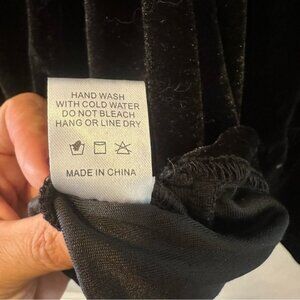 HAND WASH
WITH COLD WATER
DO NOT BLEACH
HANG OR LINE DRY
MADE IN CHINA